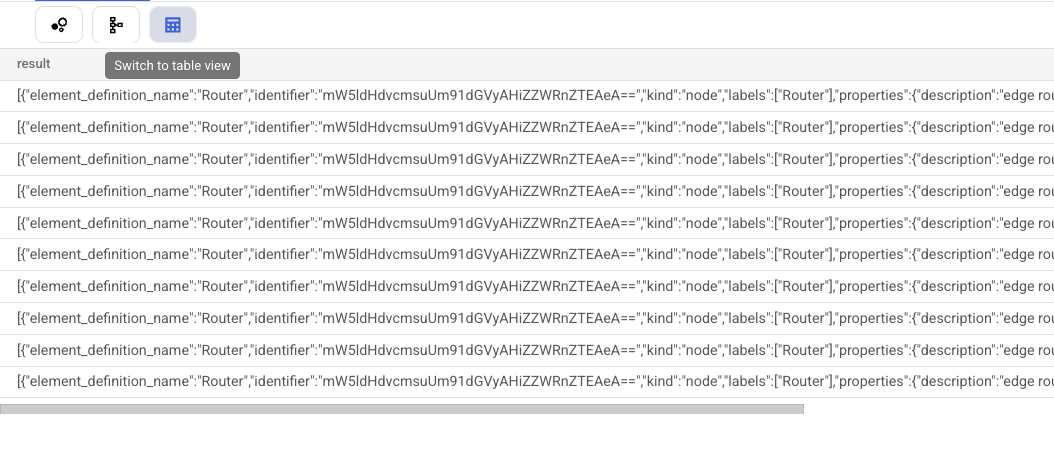 result
Switch to table view
[{"element_definition_name":"Router","identifier":"mW5ldHdvcmsuUm91dGVyAHiZZWRnZTEAeA==","kind":"node","labels":["Router"],"properties":{"description":"edge rou
[{"element_definition_name":"Router","identifier":"mW5ldHdvcmsuUm91dGVyAHiZZWRnZTEAeA==","kind":"node","labels":["Router"],"properties":{"description":"edge rou
[{"element_definition_name":"Router","identifier":"mW5ldHdvcmsuUm91dGVyAHiZZWRnZTEAeA==","kind":"node","labels":["Router"],"properties":{"description":"edge rou
[{"element_definition_name":"Router","identifier":"mW5ldHdvcmsuUm91dGVyAHiZZWRnZTEAeA==","kind":"node","labels":["Router"],"properties":{"description":"edge rou
[{"element_definition_name":"Router","identifier":"mW5ldHdvcmsuUm91dGVyAHiZZWRnZTEAeA==","kind":"node","labels":["Router"],"properties":{"description":"edge rou
[{"element_definition_name":"Router","identifier":"mW5ldHdvcmsuUm91dGVyAHiZZWRnZTEAeA==","kind":"node","labels":["Router"],"properties":{"description":"edge rou
[{"element_definition_name":"Router","identifier":"mW5ldHdvcmsuUm91dGVyAHiZZWRnZTEAeA==","kind":"node","labels":["Router"],"properties":{"description":"edge rou
[{"element_definition_name":"Router","identifier":"mW5ldHdvcmsuUm91dGVyAHiZZWRnZTEAeA==","kind":"node","labels":["Router"],"properties":{"description":"edge rou
[{"element_definition_name":"Router","identifier":"mW5ldHdvcmsuUm91dGVyAHiZZWRnZTEAeA==","kind":"node","labels":["Router"],"properties":{"description":"edge rou
[{"element_definition_name":"Router","identifier":"mW5ldHdvcmsuUm91dGVyAHiZZWRnZTEAeA==","kind":"node","labels":["Router"],"properties":{"description":"edge rou